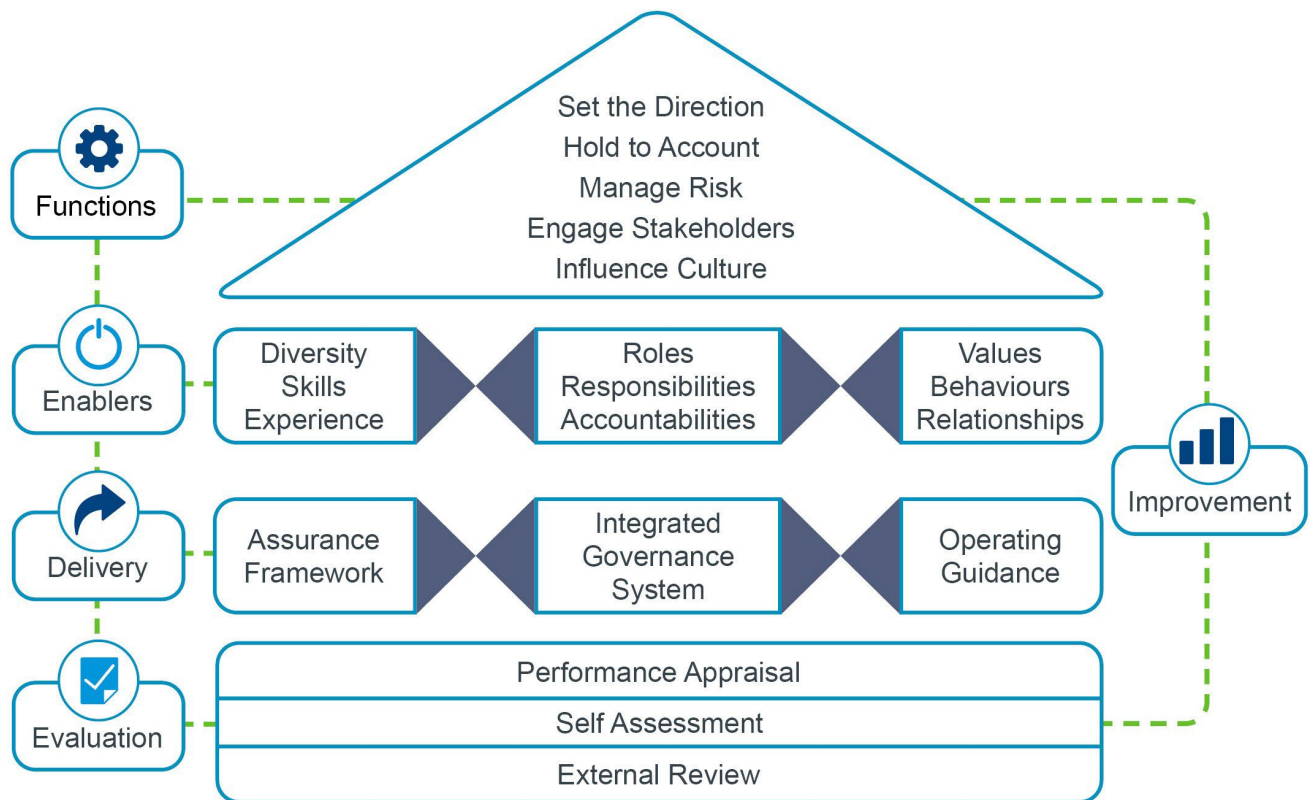 Set the Direction
Hold to Account
Manage Risk
Engage Stakeholders
Influence Culture
Functions
Enablers
Diversity
Skills
Experience
Roles
Responsibilities
Accountabilities
Values
Behaviours
Relationships
Improvement
Delivery
Assurance
Framework
Integrated
Governance
System
Operating
Guidance
Evaluation
Performance Appraisal
Self Assessment
External Review